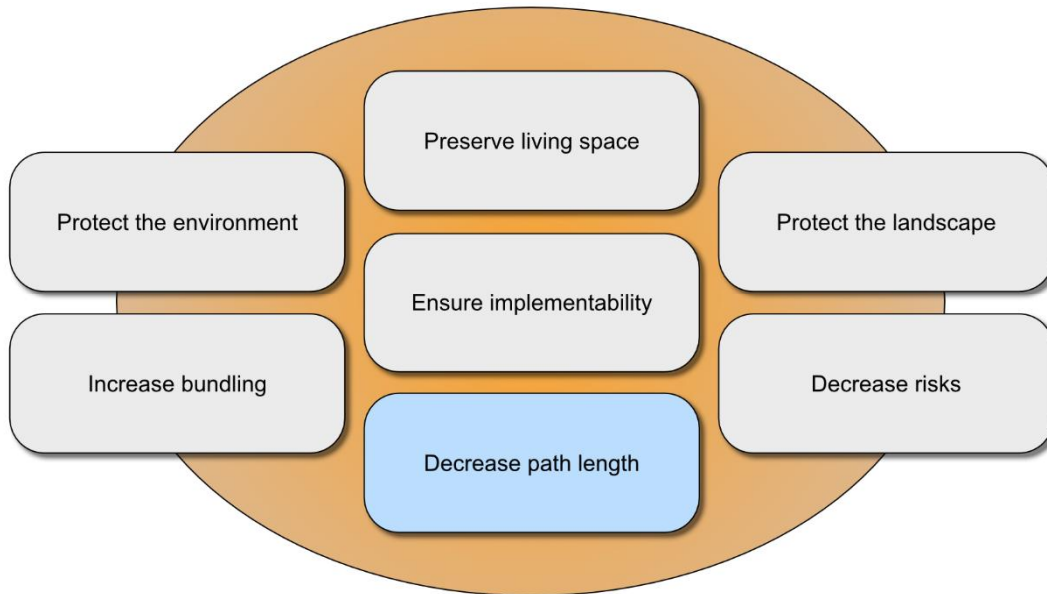 Preserve living space
Protect the environment
Protect the landscape
Ensure implementability
Increase bundling
Decrease risks
Decrease path length